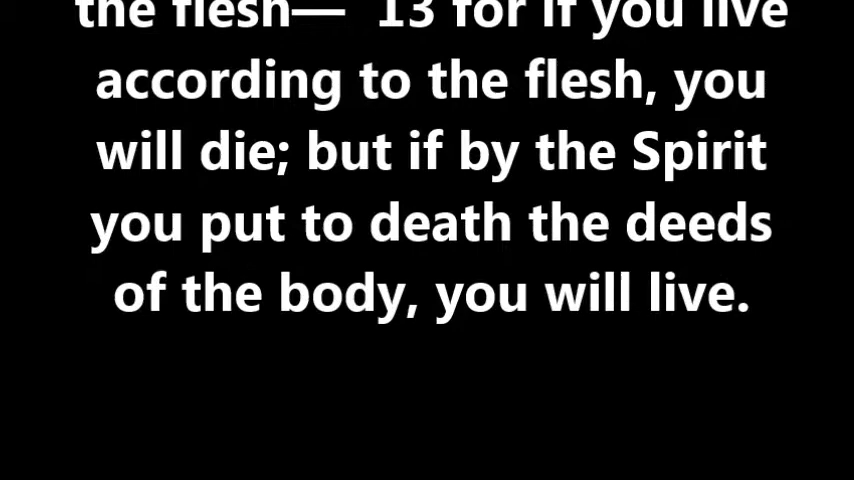 the flesh— 13 for if you live
according to the flesh, you
will die; but if by the Spirit
you put to death the deeds
of the body, you will live.